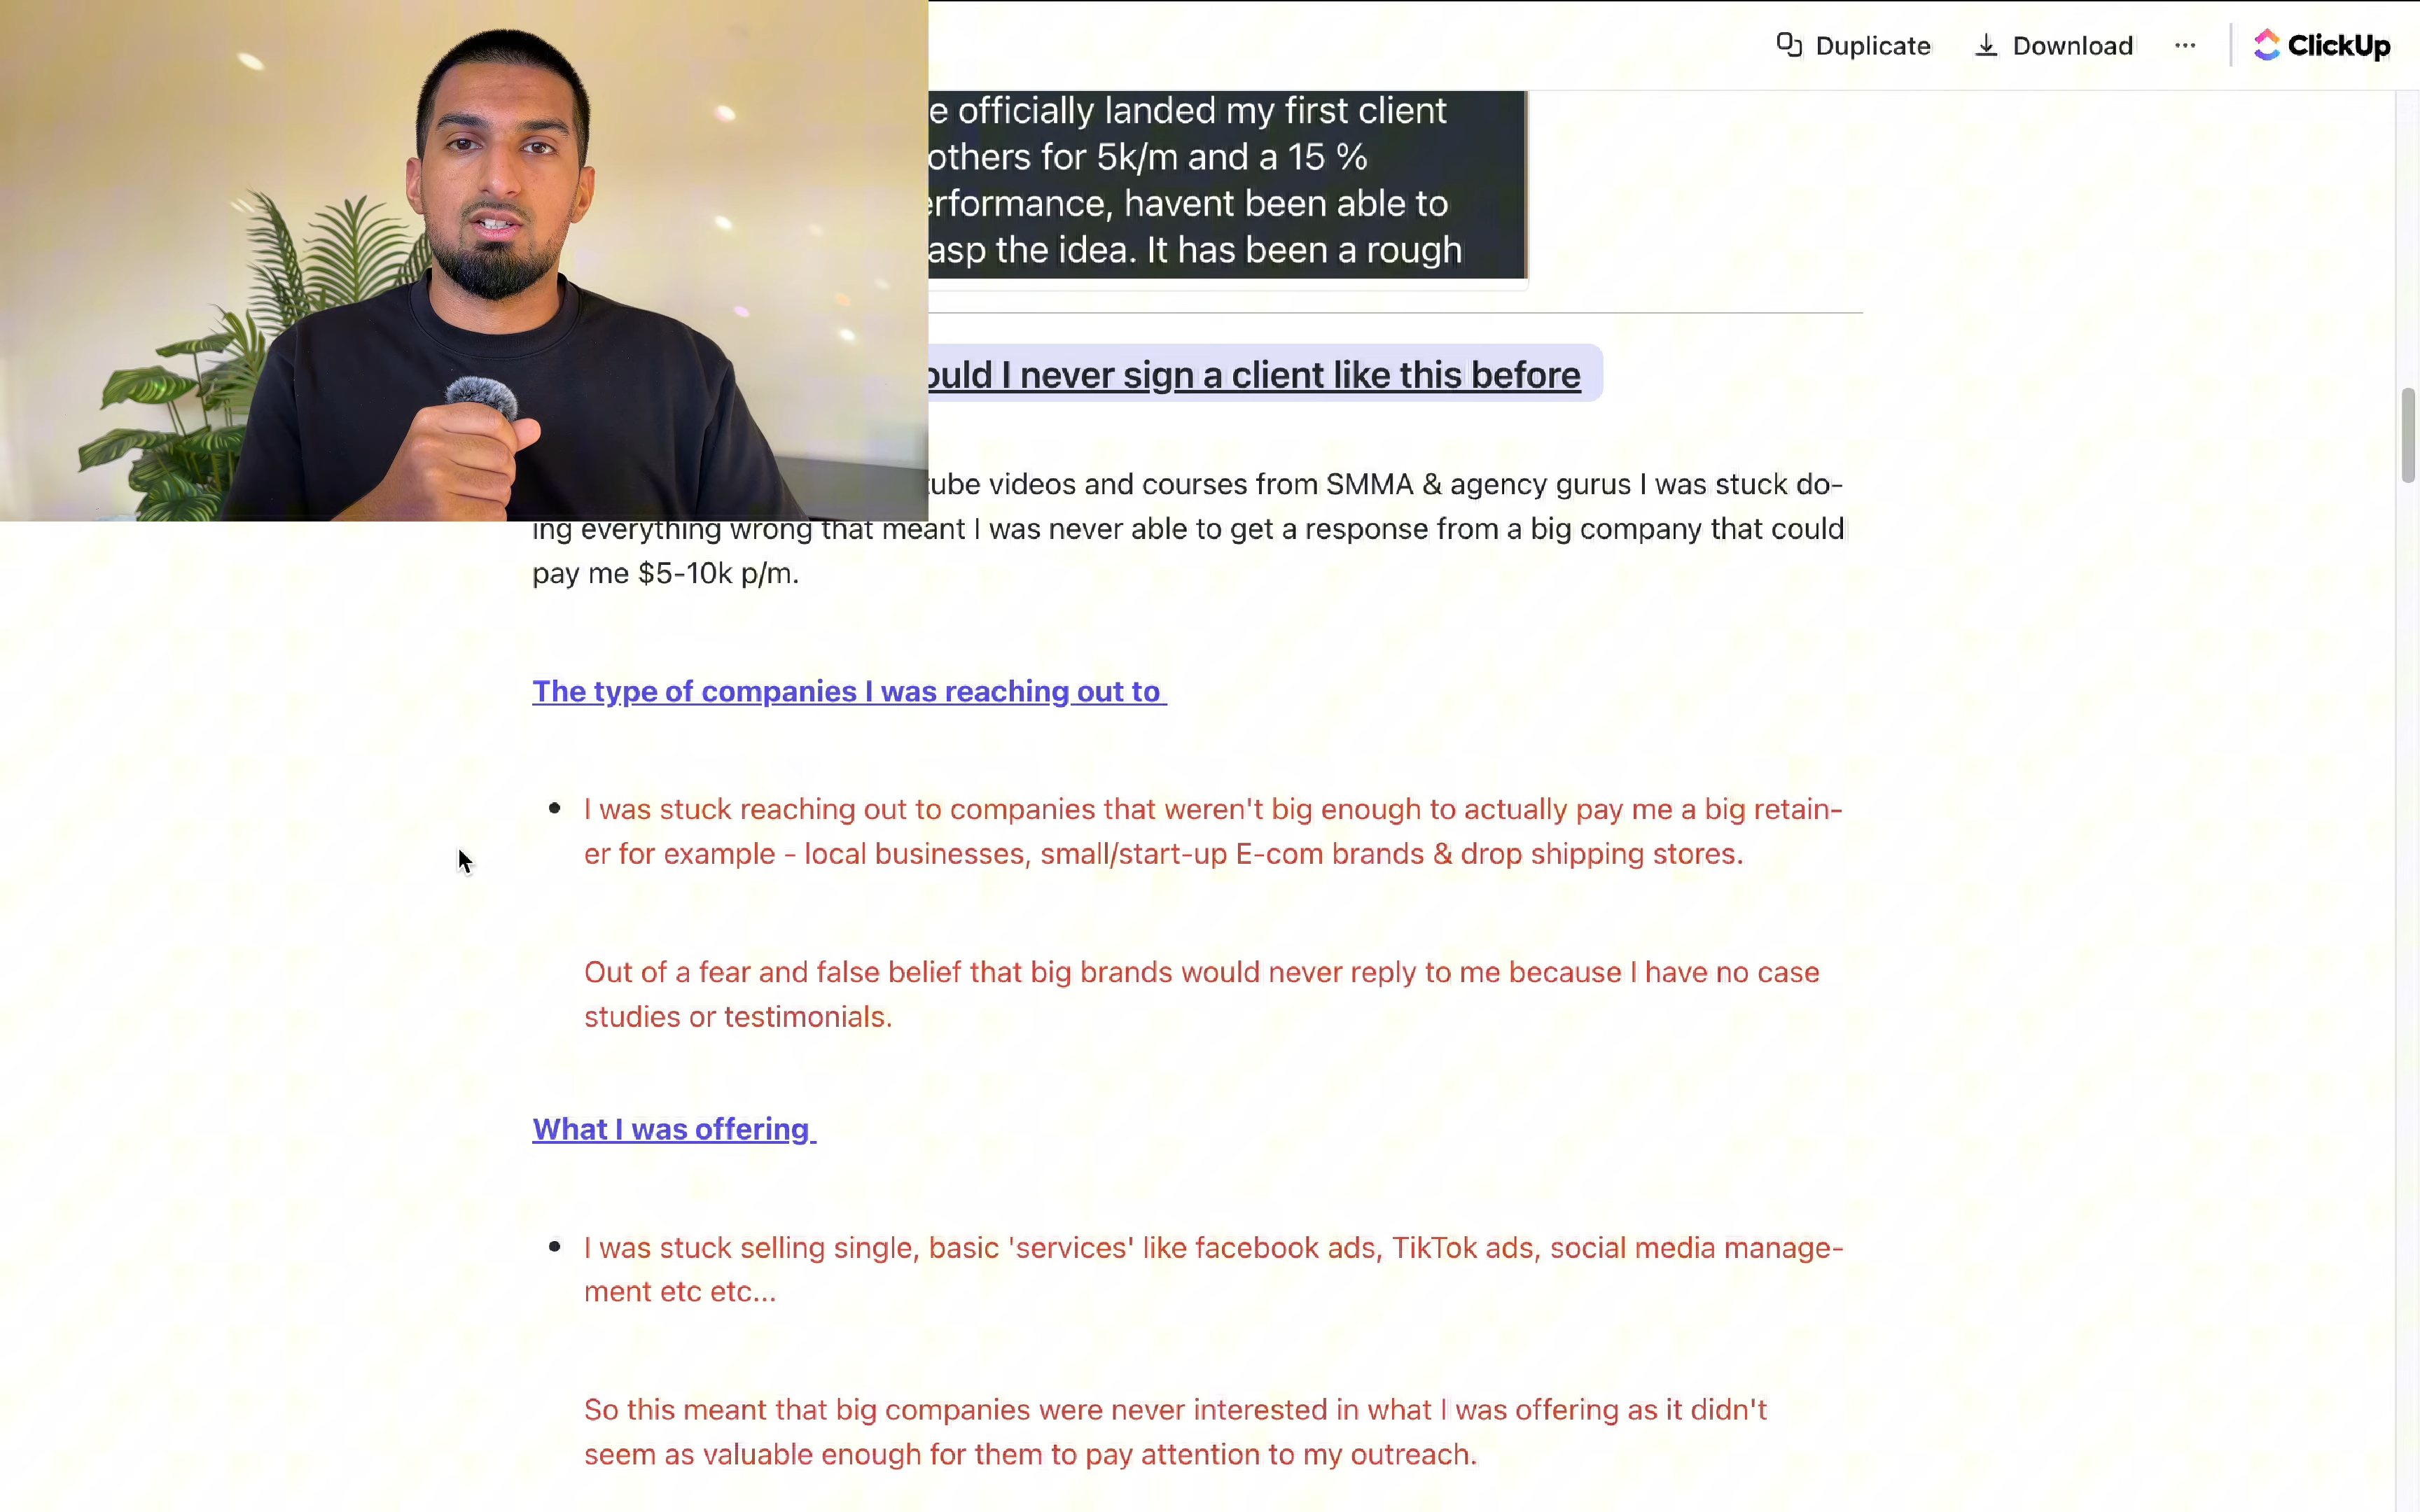 Duplicate Download ClickUp
e officially landed my first client
others for 5k/m and a 15 %
erformance, havent been able to
asp the idea. It has been a rough
ould I never sign a client like this before
tube videos and courses from SMMA & agency gurus I was stuck do-
ing everything wrong that meant I was never able to get a response from a big company that could
pay me $5-10k p/m.
The type of companies I was reaching out to
• I was stuck reaching out to companies that weren't big enough to actually pay me a big retain-
er for example - local businesses, small/start-up E-com brands & drop shipping stores.
Out of a fear and false belief that big brands would never reply to me because I have no case
studies or testimonials.
What I was offering
• I was stuck selling single, basic 'services' like facebook ads, TikTok ads, social media manage-
ment etc etc...
So this meant that big companies were never interested in what I was offering as it didn't
seem as valuable enough for them to pay attention to my outreach.